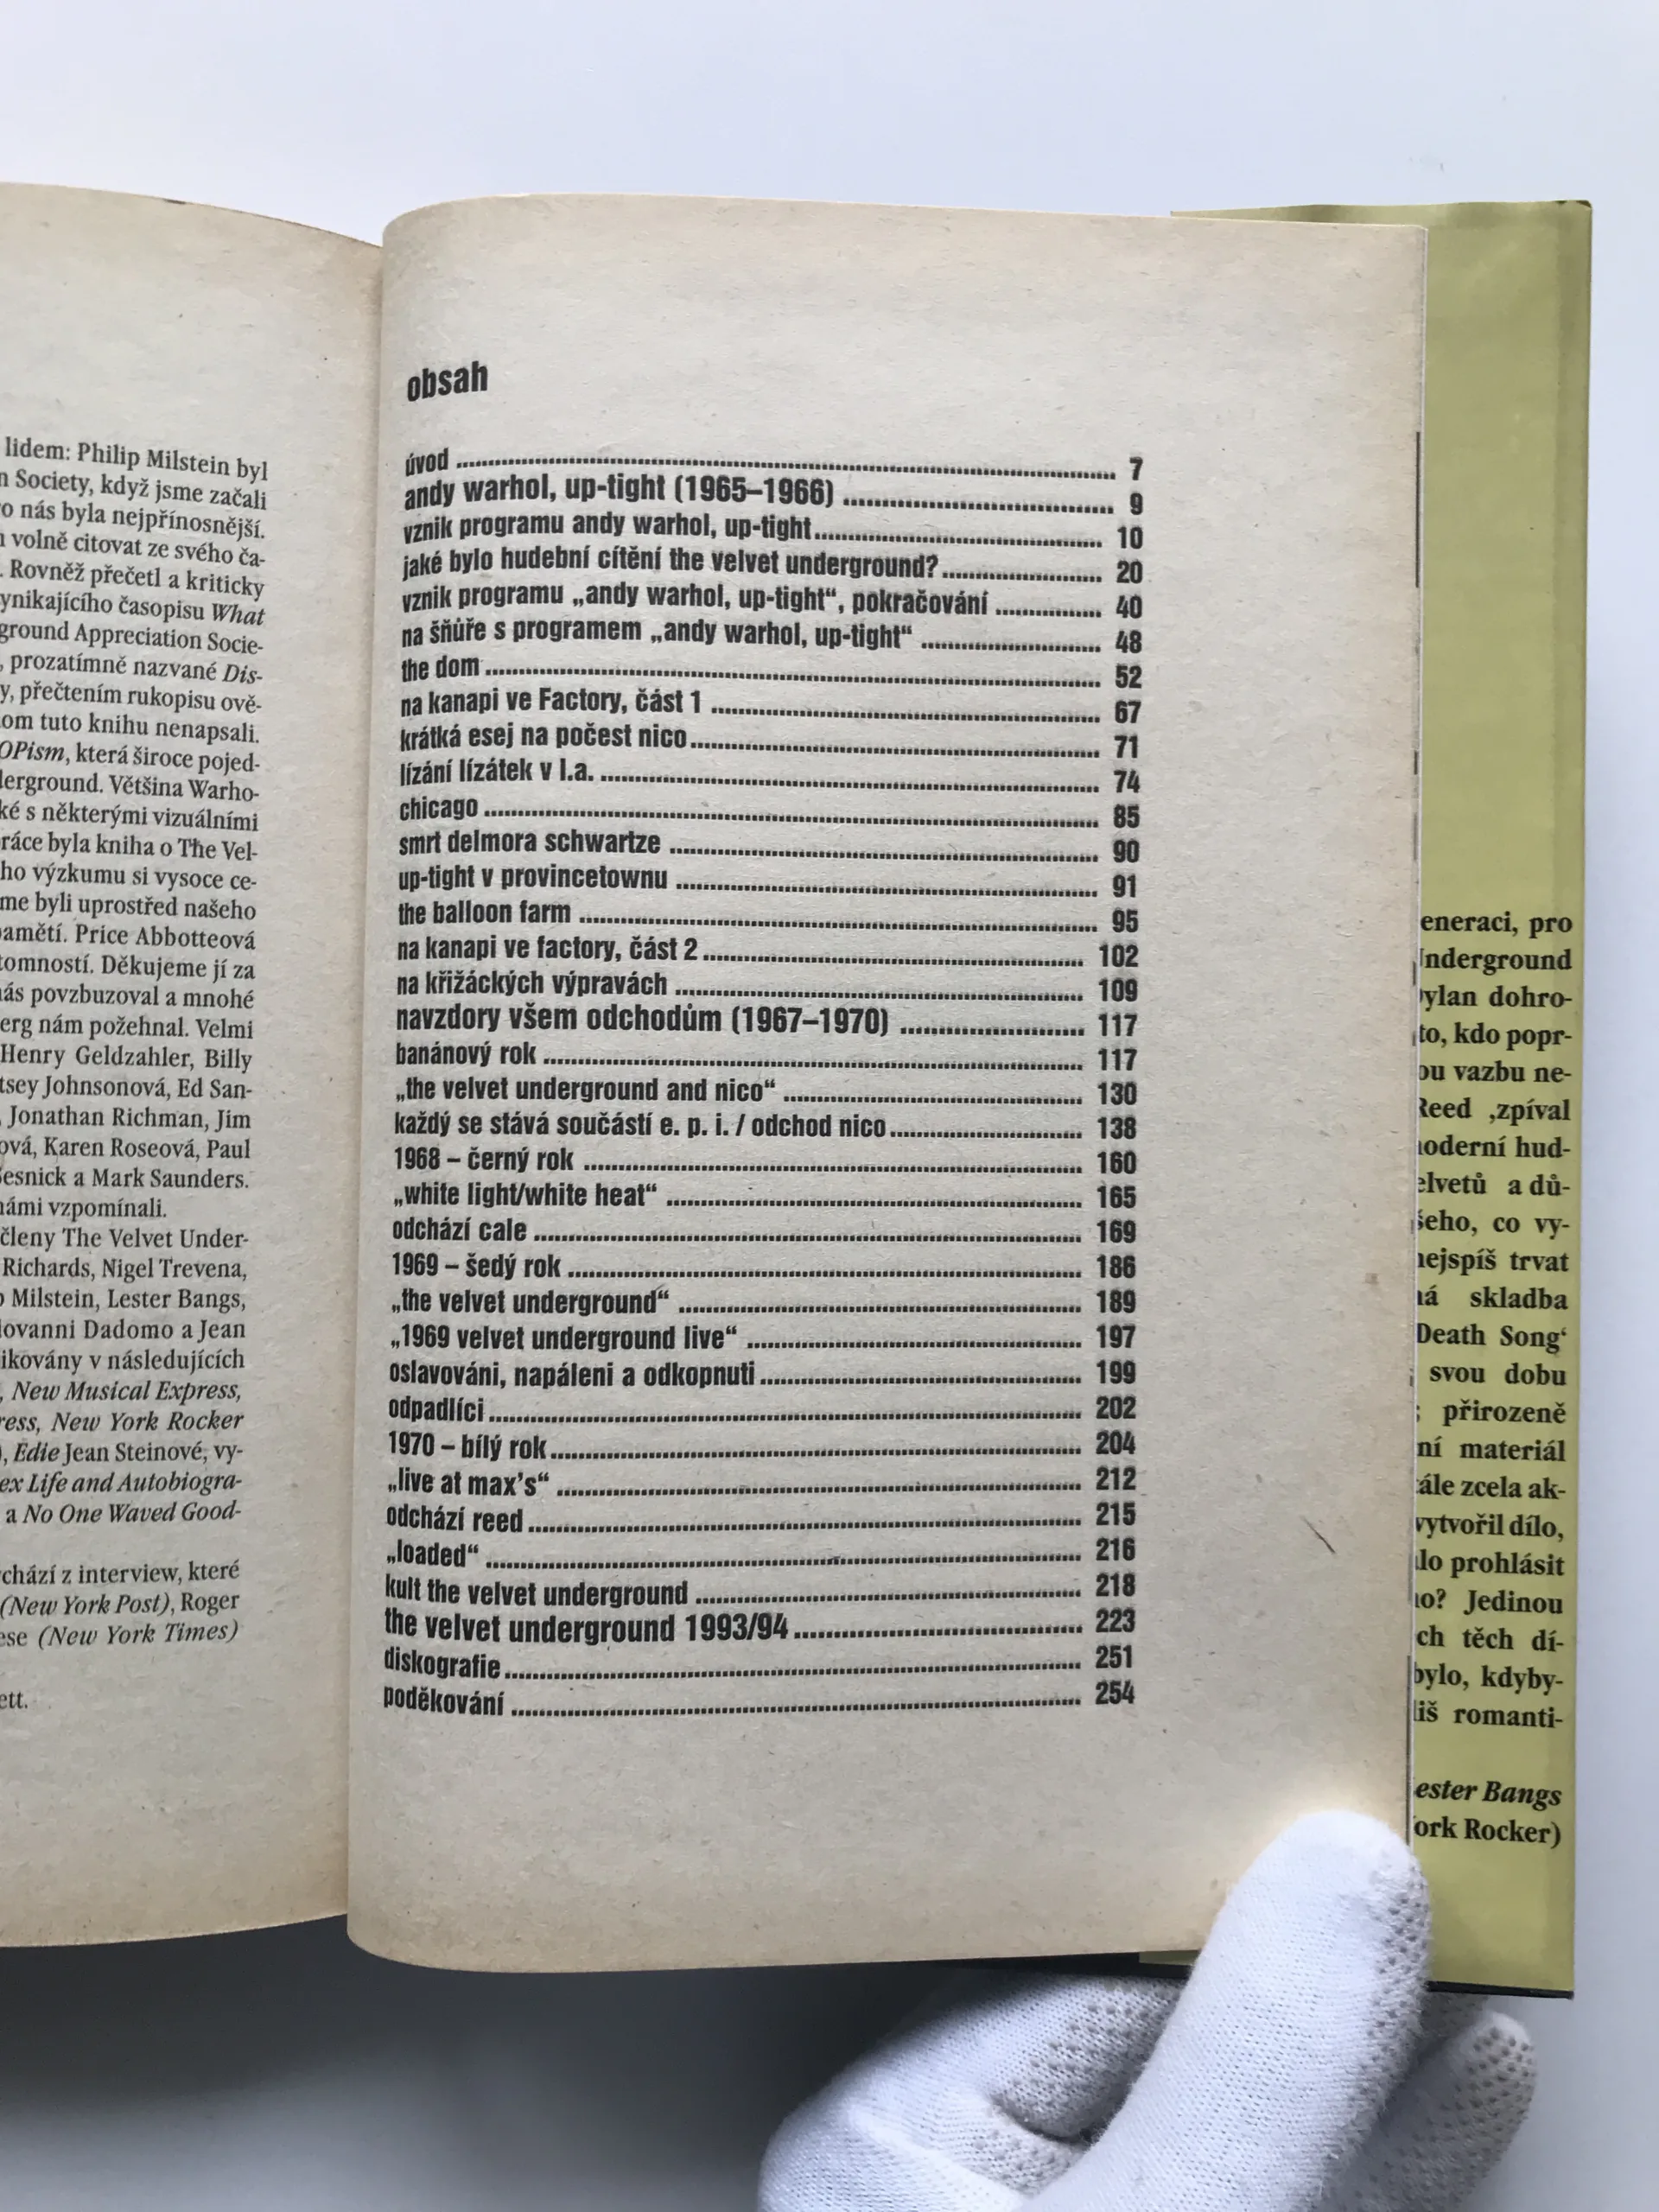 lidem: Philip Milstein byl
Society, když jsme začali
nás byla nejpřínosnější.
volně citovat ze svého ča-
Rovněž přečetl a kriticky
časopisu What
Appreciation Socie-
, prozatímně nazvané Dis-
přečtením rukopisu ově-
tuto knihu nenapsali.
která široce pojed-
Většina Warho-
s některými vizuálními
byla kniha o The Vel-
výzkumu si vysoce ce-
byli uprostřed našeho
Price Abbotteová
Děkujeme jí za
povzbuzoval a mnohé
nám požehnal. Velmi
Henry Geldzahler, Billy
Johnsonová, Ed San-
Jonathan Richman, Jim
Karen Roseová, Paul
a Mark Saunders.
vzpomínali.
členy The Velvet Under-
Richards, Nigel Trevena,
Milstein, Lester Bangs,
Dadomo a Jean
v následujících
, New Musical Express,
New York Rocker
, Edie Jean Steinové, vy-
Life and Autobiogra-
a No One Waved Good-
z interview, které
(New York Post), Roger
(New York Times)
obsah
úvod 7
andy warhol, up-tight (1965–1966) 9
vznik programu andy warhol, up-tight 10
jaké bylo hudební cítění the velvet underground? 20
vznik programu „andy warhol, up-tight“, pokračování 40
na šňůře s programem „andy warhol, up-tight“ 48
the dom 52
na kanapi ve Factory, část 1 67
krátká esej na počest nico 71
lízání lízátek v l.a. 74
chicago 85
smrt delmora schwartze 90
up-tight v provincetownu 91
the balloon farm 95
na kanapi ve factory, část 2 102
na křižáckých výpravách 109
navzdory všem odchodům (1967–1970) 117
banánový rok 117
„the velvet underground and nico“ 130
každý se stává součástí e. p. i. / odchod nico 138
1968 – černý rok 160
„white light/white heat“ 165
odchází cale 169
1969 – šedý rok 186
„the velvet underground“ 189
„1969 velvet underground live“ 197
oslavováni, napáleni a odkopnuti 199
odpadlíci 202
1970 – bílý rok 204
„live at max’s“ 212
odchází reed 215
„loaded“ 216
kult the velvet underground 218
the velvet underground 1993/94 223
diskografie 251
poděkování 254
pro
Underground
dohro-
to, kdo popr-
vazbu ne-
Reed ‚zpíval
hud-
a dů-
co vy-
trvat
skladba
Death Song‘
svou dobu
přirozeně
materiál
zcela ak-
vytvořil dílo,
prohlásit
Jedinou
těch dí-
bylo, kdyby-
romanti-
Bangs
Rocker)